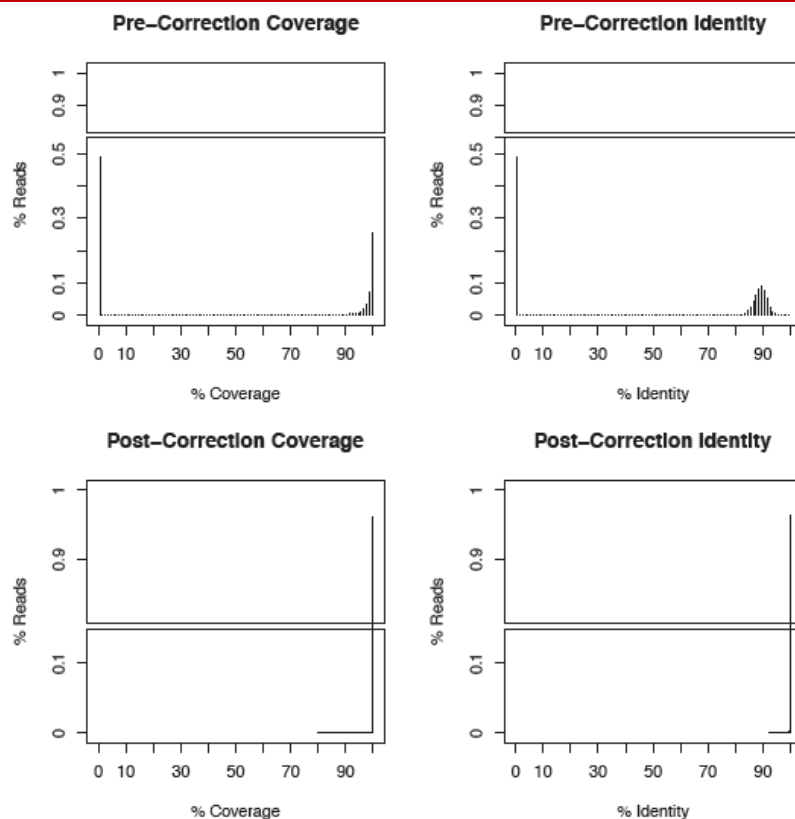 Pre–Correction Coverage
% Reads
1
0.9
0.5
0.3
0.1
0
0 10 30 50 70 90
% Coverage
Pre–Correction Identity
% Reads
1
0.9
0.5
0.3
0.1
0
0 10 30 50 70 90
% Identity
Post–Correction Coverage
% Reads
1
0.9
0.1
0
0 10 30 50 70 90
% Coverage
Post–Correction Identity
% Reads
1
0.9
0.1
0
0 10 30 50 70 90
% Identity